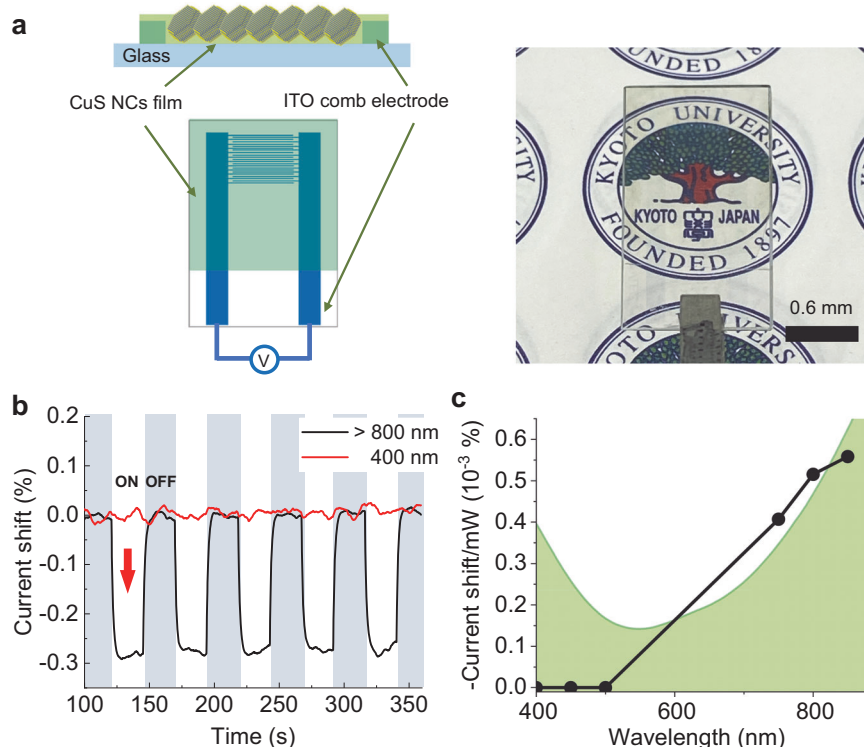 a
Glass
CuS NCs film
ITO comb electrode
V
KYOTO UNIVERSITY
KYOTO JAPAN
FOUNDED 1897
KYOTO UNIVERS
0.6 mm
b
0.2
0.1
0.0
-0.1
-0.2
-0.3
Current shift (%)
ON OFF
> 800 nm
400 nm
100 150 200 250 300 350
Time (s)
c
0.6
0.5
0.4
0.3
0.2
0.1
0.0
-Current shift/mW (10⁻³ %)
400 600 800
Wavelength (nm)